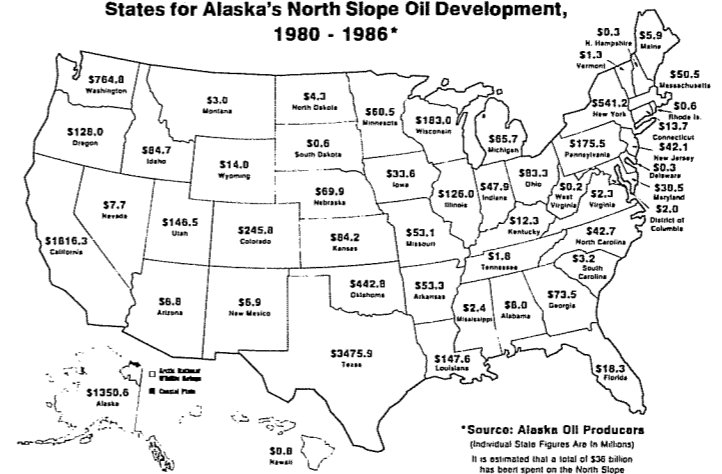 States for Alaska's North Slope Oil Development,
1980 - 1986*
$764.8
Washington
$128.0
Oregon
$84.7
Idaho
$3.0
Montana
$14.0
Wyoming
$4.3
North Dakota
$0.6
South Dakota
$69.9
Nebraska
$60.5
Minnesota
$183.0
Wisconsin
$65.7
Michigan
$33.6
Iowa
$126.0
Illinois
$47.9
Indiana
$83.3
Ohio
$541.2
New York
$175.5
Pennsylvania
$0.3
N. Hampshire
$1.3
Vermont
$5.9
Maine
$50.5
Massachusetts
$0.6
Rhode Is.
$13.7
Connecticut
$42.1
New Jersey
$0.3
Delaware
$30.5
Maryland
$2.0
District of
Columbia
$0.2
West
Virginia
$2.3
Virginia
$12.3
Kentucky
$42.7
North Carolina
$1.8
Tennessee
$3.2
South
Carolina
$73.5
Georgia
$18.3
Florida
Alabama
$2.4
Mississippi
$147.6
Louisiana
$53.3
Arkansas
$53.1
Missouri
$84.2
Kansas
$442.8
Oklahoma
$3475.9
Texas
$6.9
New Mexico
Arizona
$245.8
Colorado
$146.5
Utah
$7.7
Nevada
$1816.3
California
$1350.6
Alaska
Arctic National
Wildlife Refuge
Coastal Plain
Hawaii
*Source: Alaska Oil Producers
(Individual State Figures Are In Millions)
It is estimated that a total of $36 billion
has been spent on the North Slope